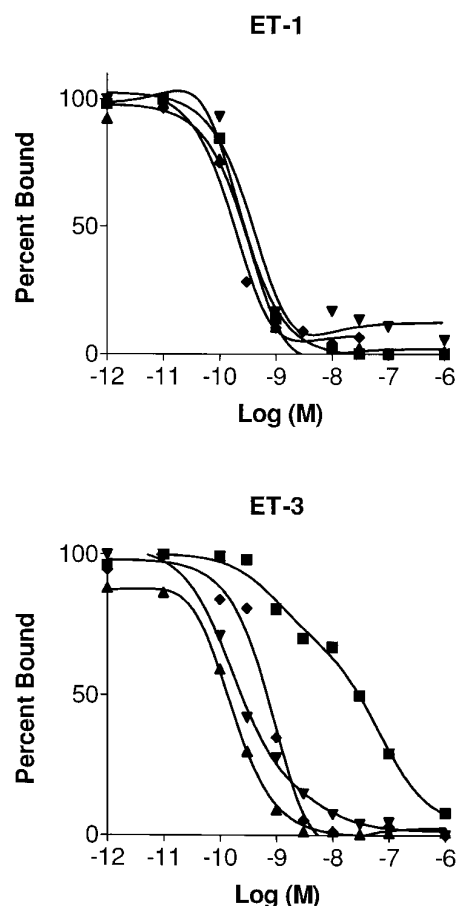 ET-1
Percent Bound
100
50
0
-12 -11 -10 -9 -8 -7 -6
Log (M)
ET-3
Percent Bound
100
50
0
-12 -11 -10 -9 -8 -7 -6
Log (M)